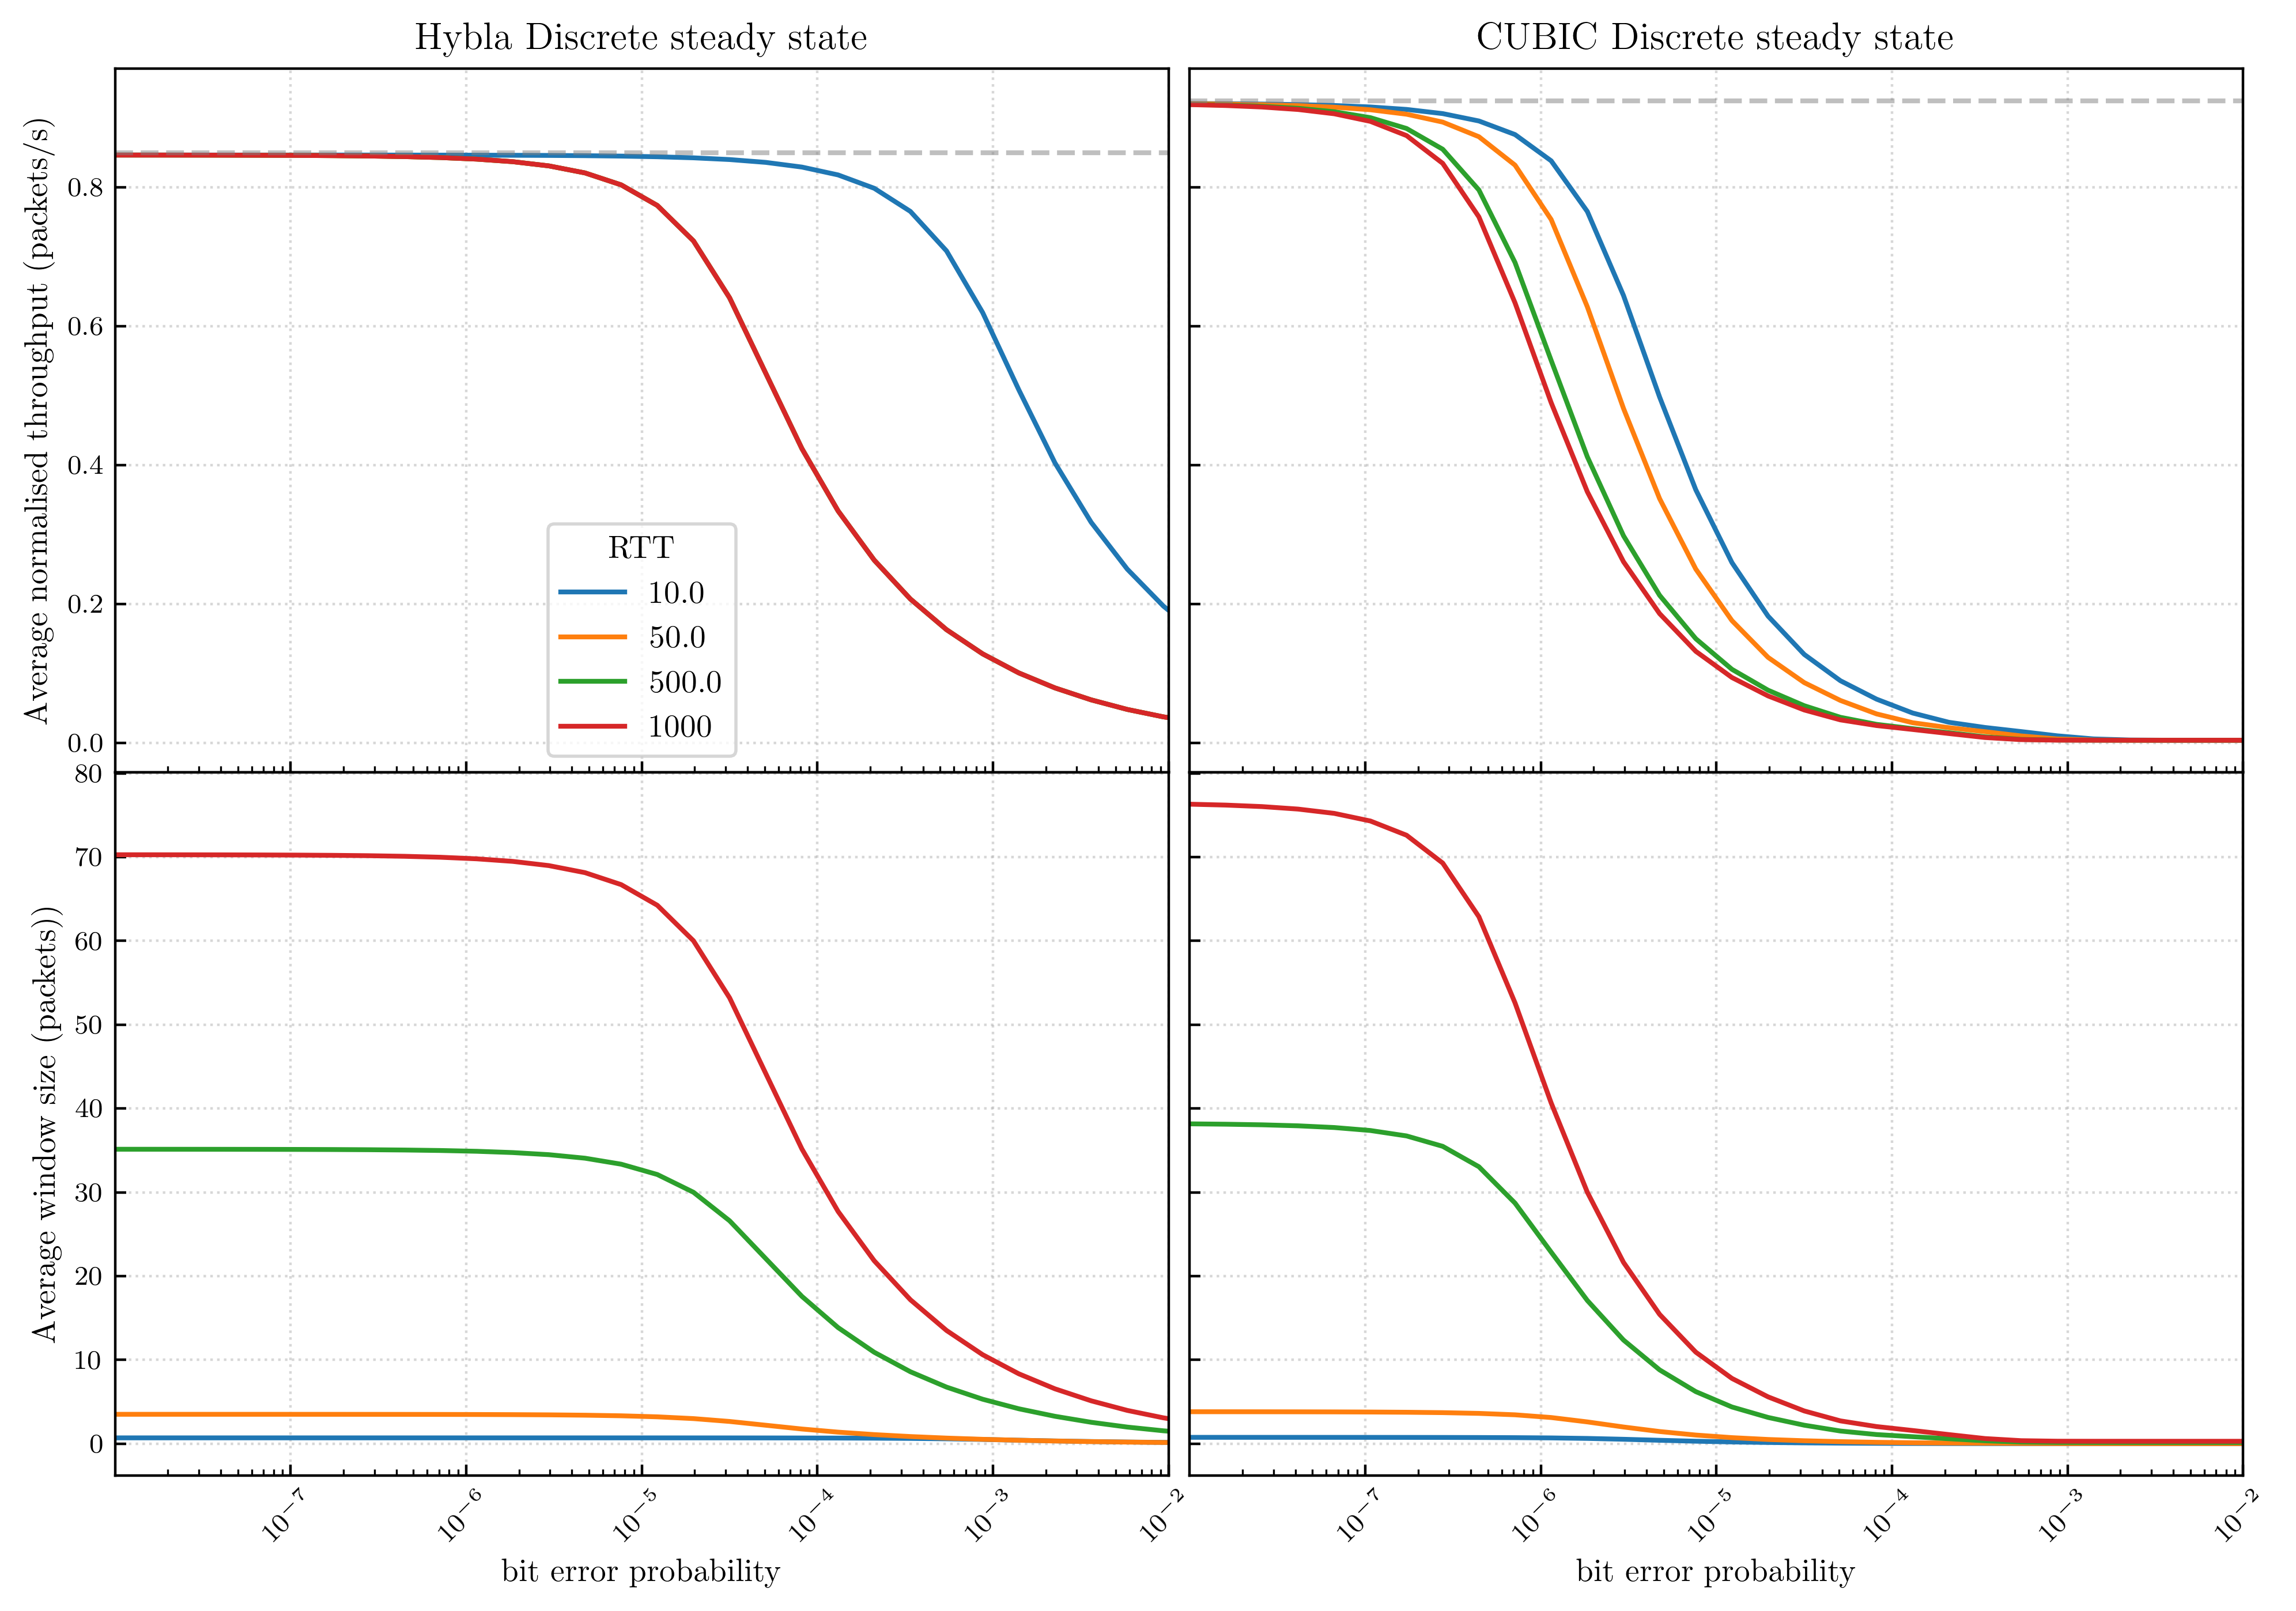 Hybla Discrete steady state
CUBIC Discrete steady state
Average normalised throughput (packets/s)
0.8
0.6
0.4
0.2
0.0
RTT
10.0
50.0
500.0
1000
Average window size (packets))
80
70
60
50
40
30
20
10
0
10⁻⁷ 10⁻⁶ 10⁻⁵ 10⁻⁴ 10⁻³ 10⁻²
10⁻⁷ 10⁻⁶ 10⁻⁵ 10⁻⁴ 10⁻³ 10⁻²
bit error probability
bit error probability